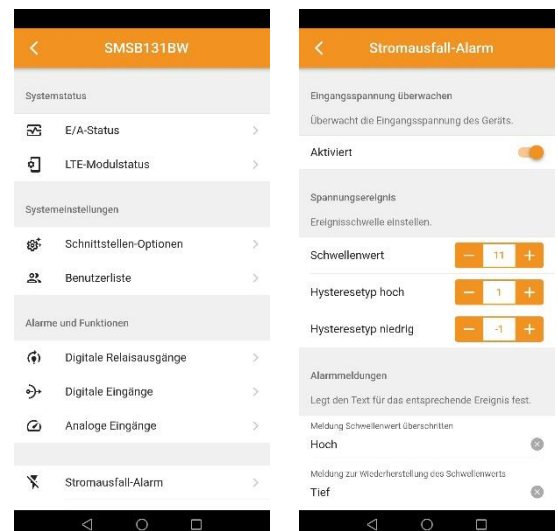 SMSB131BW
Systemstatus
E/A-Status
LTE-Modulstatus
Systemeinstellungen
Schnittstellen-Optionen
Benutzerliste
Alarme und Funktionen
Digitale Relaisausgänge
Digitale Eingänge
Analoge Eingänge
Stromausfall-Alarm
Stromausfall-Alarm
Eingangsspannung überwachen
Überwacht die Eingangsspannung des Geräts.
Aktiviert
Spannungsereignis
Ereignisschwelle einstellen.
Schwellenwert − 11 +
Hysteresetyp hoch − 1 +
Hysteresetyp niedrig − -1 +
Alarmmeldungen
Legt den Text für das entsprechende Ereignis fest.
Meldung Schwellenwert überschritten
Hoch
Meldung zur Wiederherstellung des Schwellenwerts
Tief